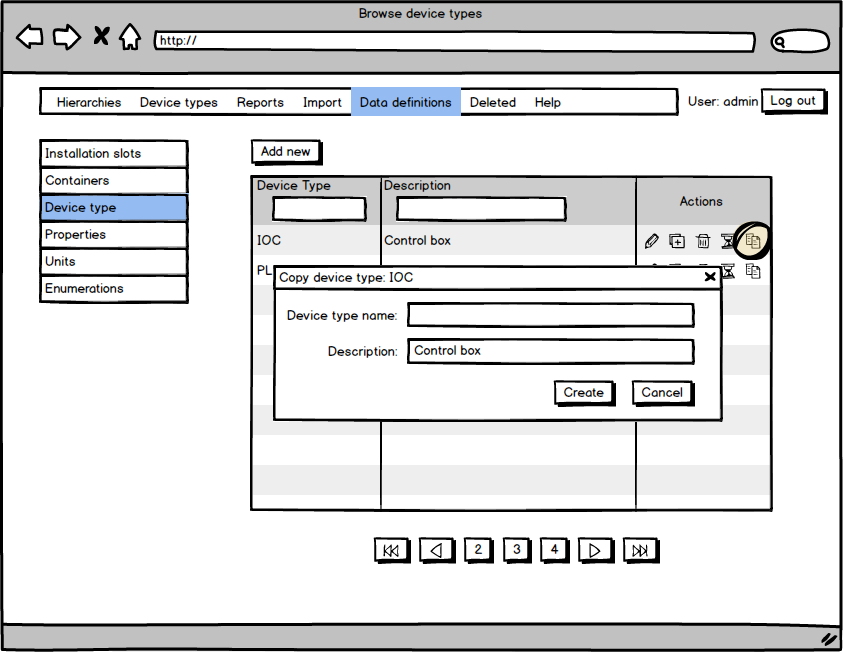 Browse device types
http://
Hierarchies Device types Reports Import Data definitions Deleted Help User: admin Log out
Installation slots
Containers
Device type
Properties
Units
Enumerations
Add new
Device Type Description Actions
IOC Control box
PL
Copy device type: IOC
Device type name:
Description: Control box
Create Cancel
2 3 4